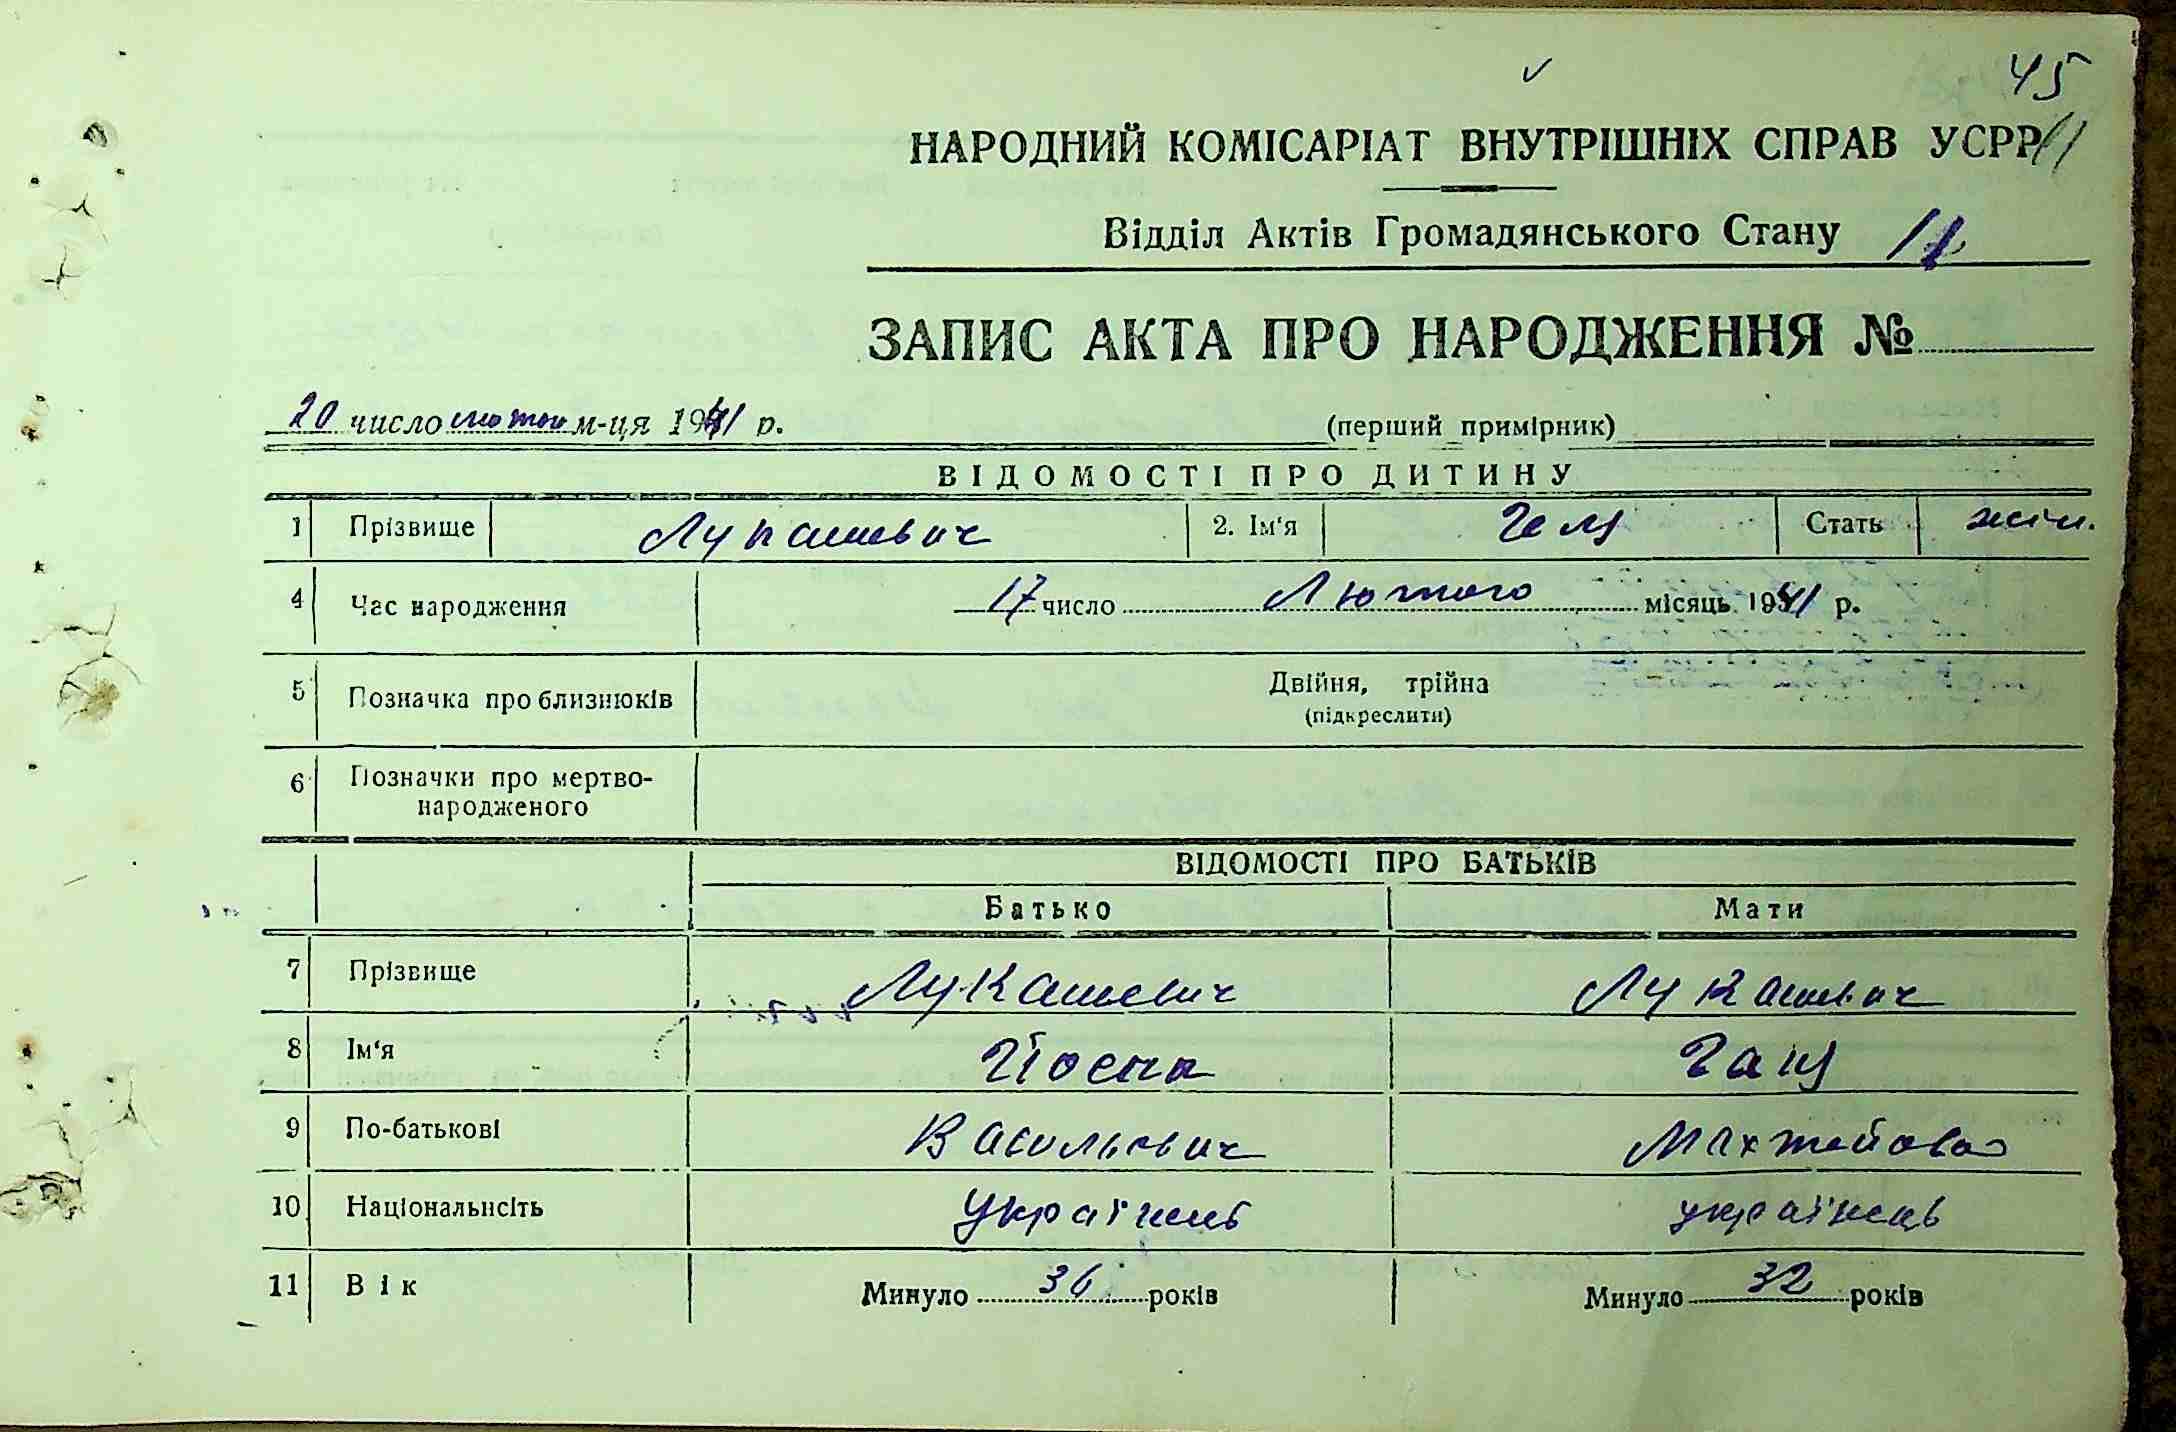 45
НАРОДНИЙ КОМІСАРІАТ ВНУТРІШНІХ СПРАВ УСРР
Відділ Актів Громадянського Стану
ЗАПИС АКТА ПРО НАРОДЖЕННЯ №
20 число м-ця 1941 р. (перший примірник)
ВІДОМОСТІ ПРО ДИТИНУ
1 Прізвище Лукашевич 2. Ім'я Стать жін.
4 Час народження 17 число Лютого місяць 1941 р.
5 Позначка про близнюків Двійня, трійна
(підкреслити)
6 Позначки про мертво-
народженого
ВІДОМОСТІ ПРО БАТЬКІВ
Батько Мати
7 Прізвище Лукашевич Лукашевич
8 Ім'я
9 По-батькові Васильович
10 Національність Українець українець
11 Вік Минуло 36 років Минуло 32 років